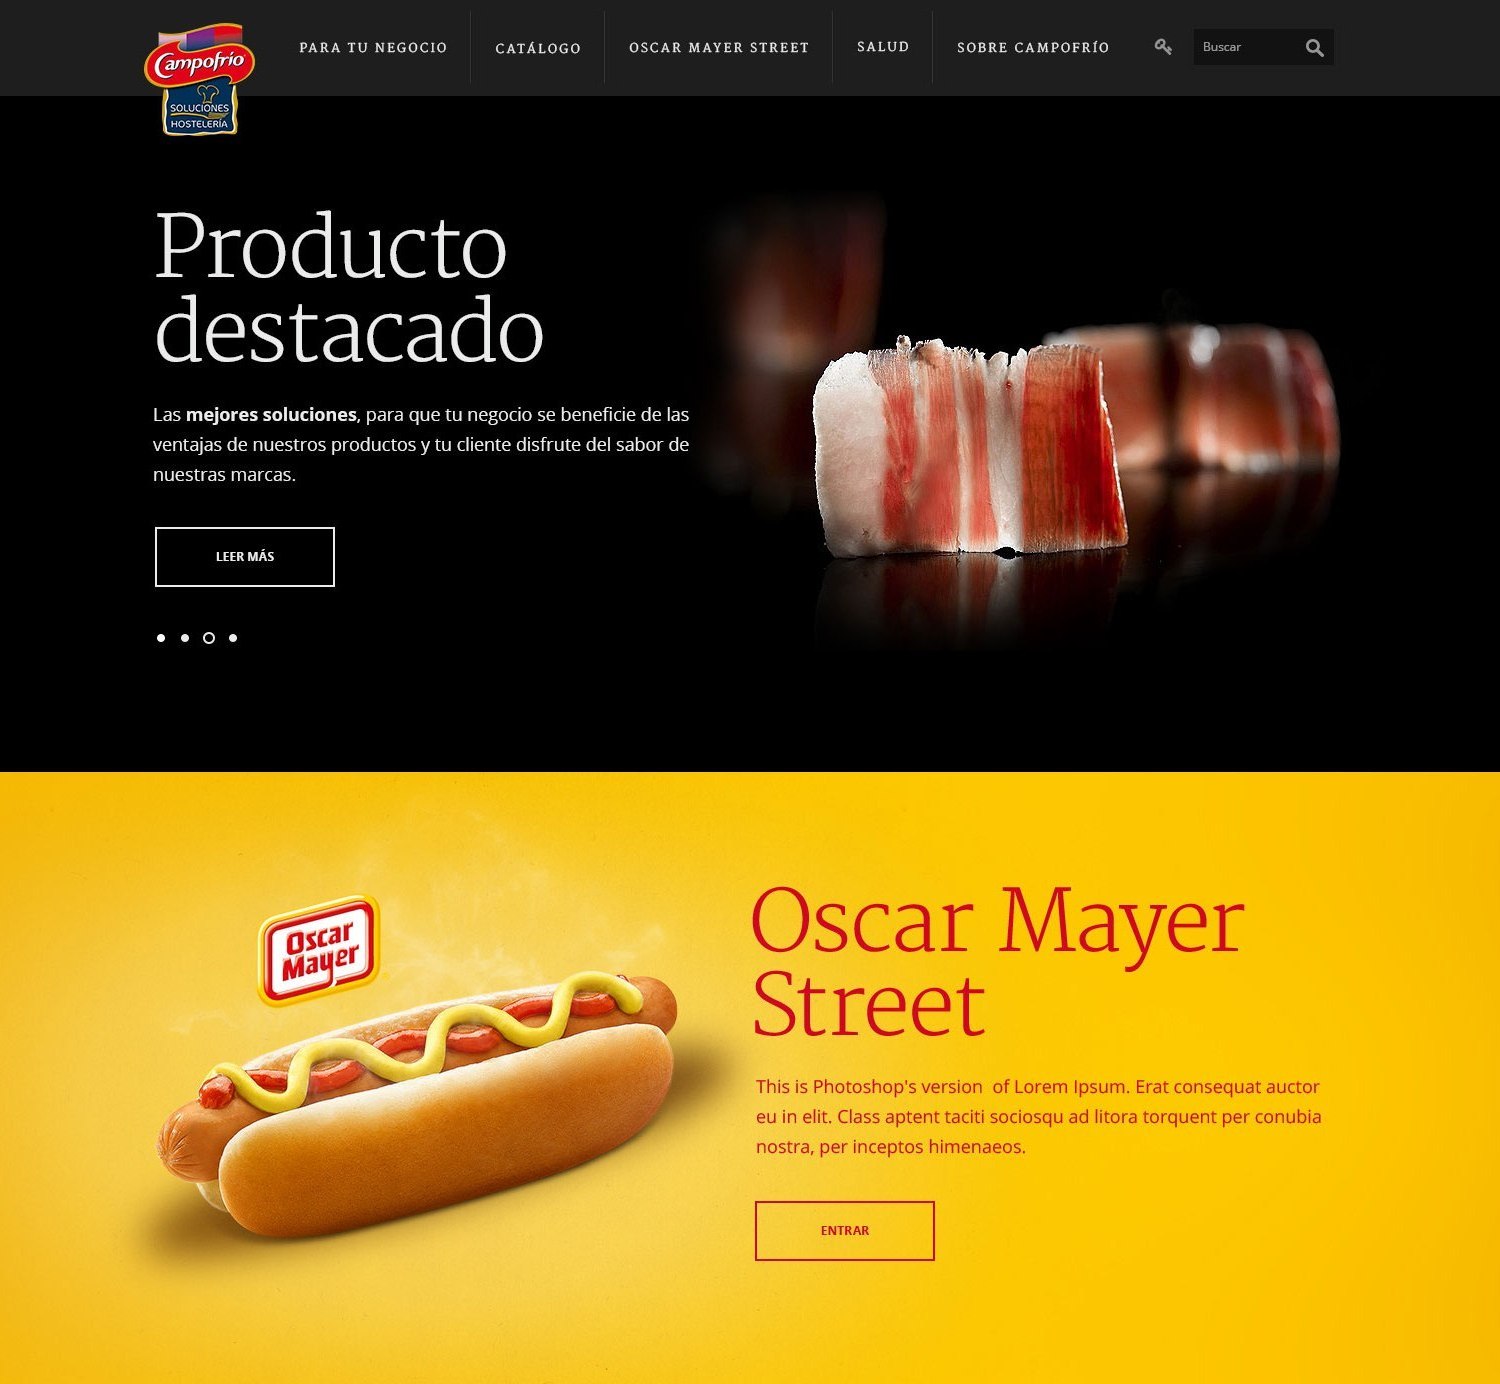 Campofrío
SOLUCIONES
HOSTELERÍA
PARA TU NEGOCIO
CATÁLOGO
OSCAR MAYER STREET
SALUD
SOBRE CAMPOFRÍO
Buscar
Producto
destacado
Las mejores soluciones, para que tu negocio se beneficie de las
ventajas de nuestros productos y tu cliente disfrute del sabor de
nuestras marcas.
LEER MÁS
Oscar
Mayer
Oscar Mayer
Street
This is Photoshop's version  of Lorem Ipsum. Erat consequat auctor
eu in elit. Class aptent taciti sociosqu ad litora torquent per conubia
nostra, per inceptos himenaeos.
ENTRAR